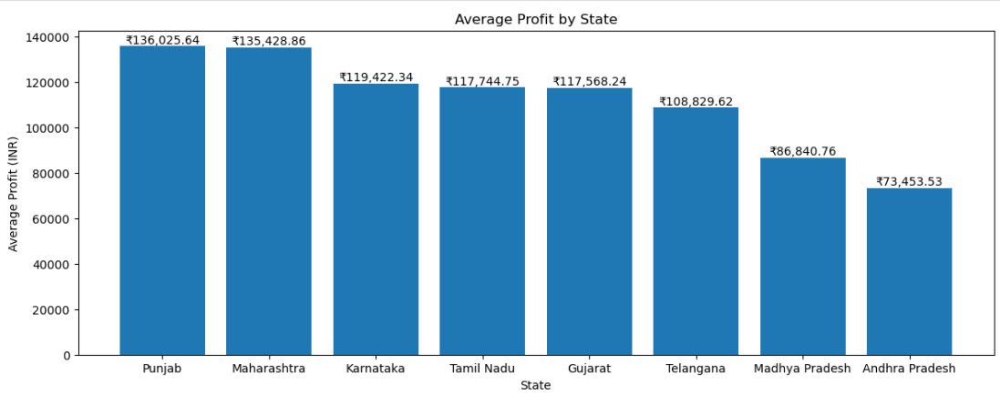 Average Profit by State
Average Profit (INR)
140000
120000
100000
80000
60000
40000
20000
0
₹136,025.64
₹135,428.86
₹119,422.34
₹117,744.75
₹117,568.24
₹108,829.62
₹86,840.76
₹73,453.53
Punjab
Maharashtra
Karnataka
Tamil Nadu
Gujarat
Telangana
Madhya Pradesh
Andhra Pradesh
State